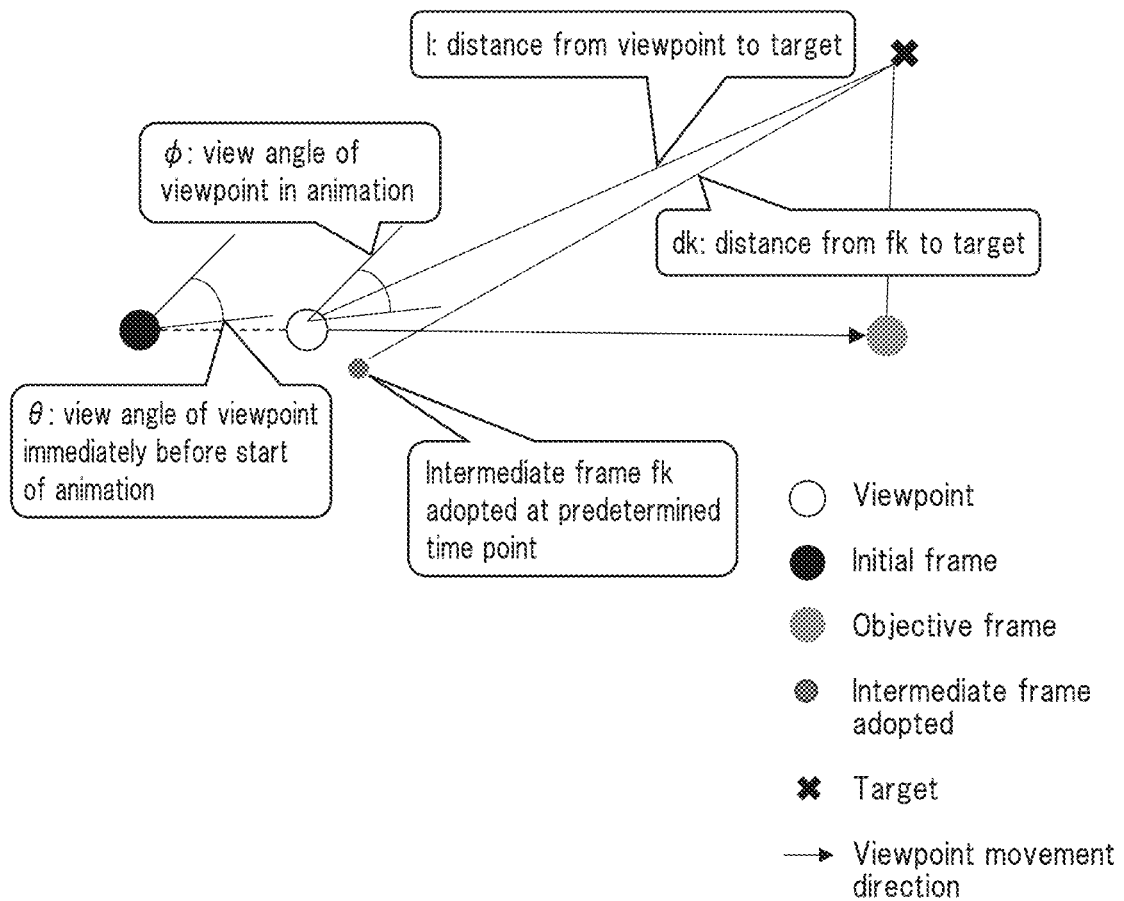 l: distance from viewpoint to target
ϕ: view angle of
viewpoint in animation
dk: distance from fk to target
θ: view angle of viewpoint
immediately before start
of animation
Intermediate frame fk
adopted at predetermined
time point
Viewpoint
Initial frame
Objective frame
Intermediate frame
adopted
Target
Viewpoint movement
direction